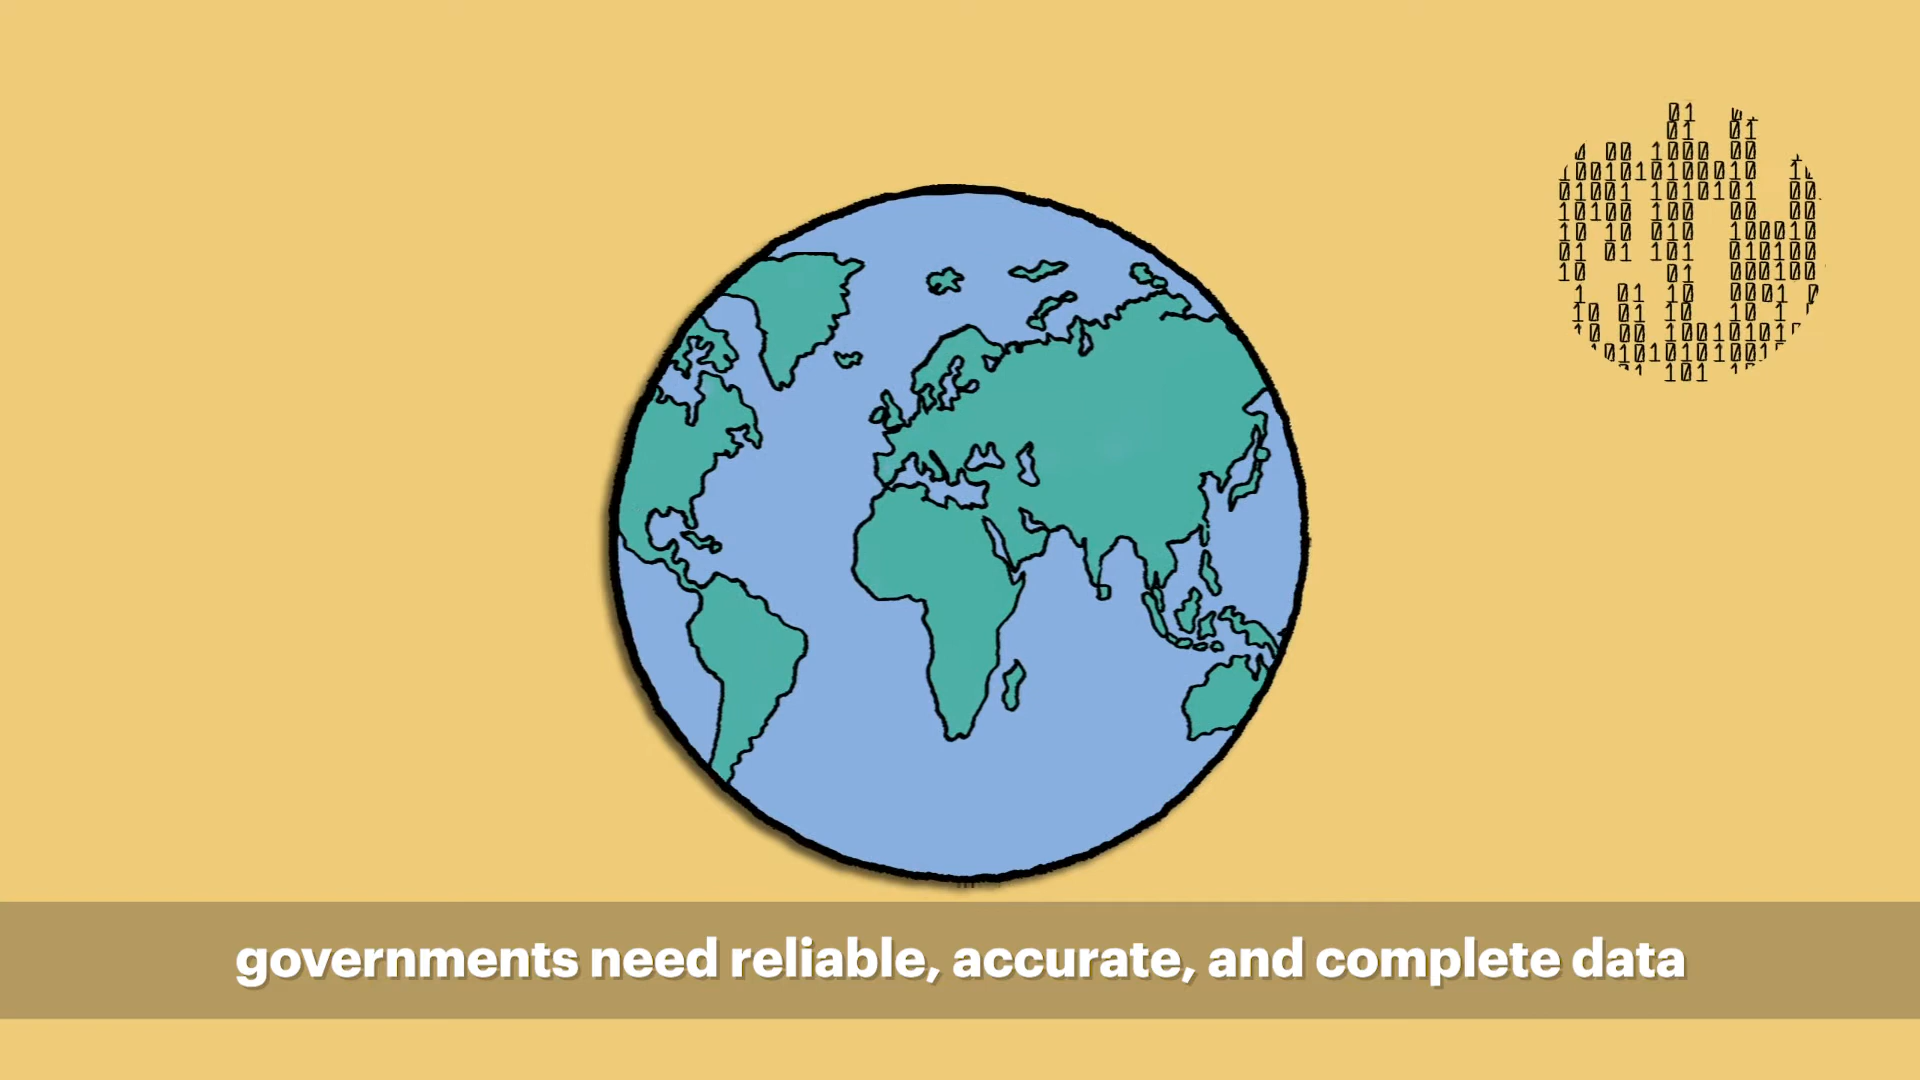 governments need reliable, accurate, and complete data